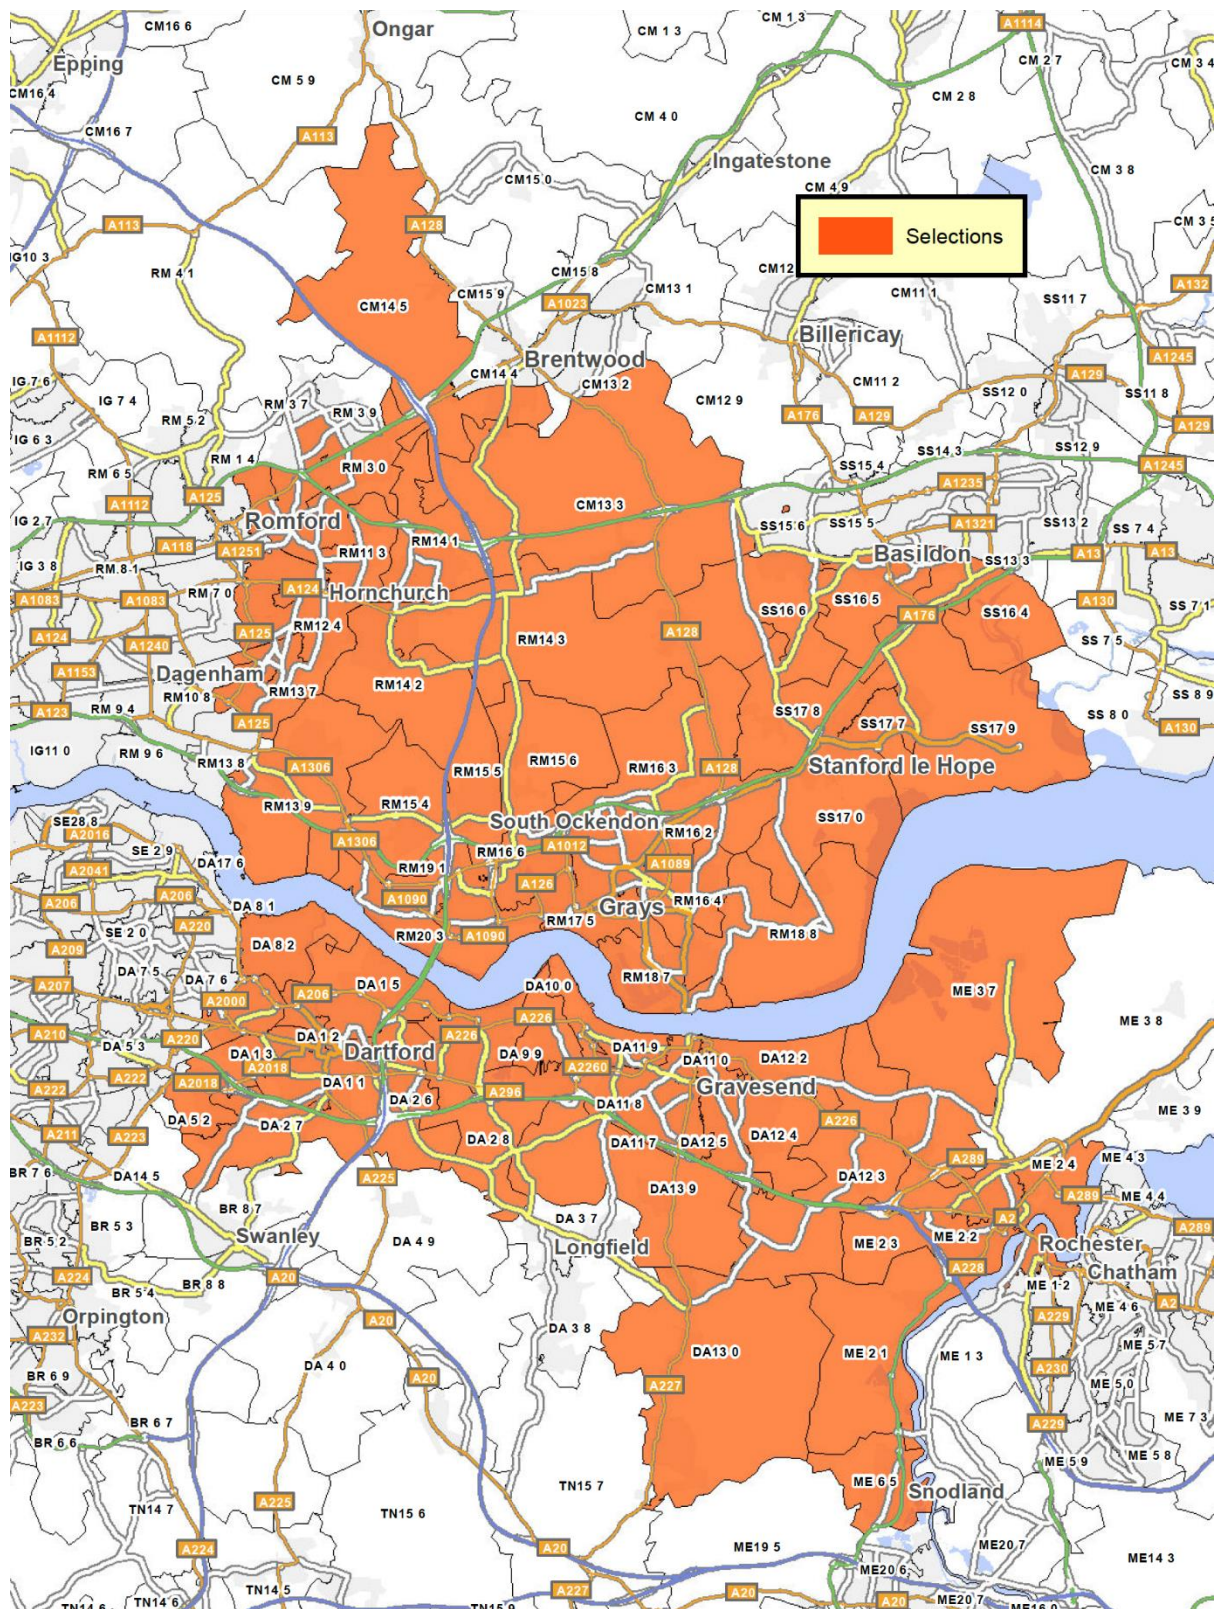 CM16 6
Ongar
CM 1 3
CM 1 3
A1114
Epping
CM 5 9
CM 2 7
CM 3 4
CM16 4
CM 2 8
CM 4 0
CM16 7
A113
Ingatestone
CM15 0
CM 3 8
CM 4 9
A113
A128
CM 3 5
Selections
IG10 3
RM 4 1
CM15 8
CM12
CM13 1
CM11 1
A132
CM14 5
CM15 9
A1023
SS11 7
A1112
Billericay
A1245
Brentwood
CM14 4
IG 7 6
CM13 2
CM11 2
A129
SS12 0
SS11 8
IG 7 4
RM 3 7
RM 3 9
CM12 9
A176
A129
A129
RM 5 2
IG 6 3
SS14 3
SS12 9
RM 1 4
RM 3 0
SS15 4
A1245
RM 6 5
A125
A1235
A1112
CM13 3
IG 2 7
Romford
SS15 6
SS15 5
A1321
SS13 2
SS 7 4
A118
A1251
RM11 3
RM14 1
Basildon
SS13 3
A13
A13
IG 3 8
RM 8 1
RM 7 0
A124
Hornchurch
A1083
A1083
SS16 5
SS16 6
A176
SS16 4
A130
SS 7 1
A124
A125
RM12 4
RM14 3
A128
A1240
SS 7 5
A1153
Dagenham
RM14 2
RM13 7
RM10 8
SS 8 9
A123
RM 9 4
A125
SS17 8
SS17 7
SS17 9
SS 8 0
A130
IG11 0
RM 9 6
RM13 8
A1306
RM15 5
RM15 6
RM16 3
A128
Stanford le Hope
RM13 9
RM15 4
SE28 8
South Ockendon
SS17 0
A2016
A1306
A1012
RM16 2
SE 2 9
RM16 6
DA17 6
RM19 1
A1089
A2041
A126
A206
A206
A1090
Grays
RM16 4
DA 8 1
A220
RM17 5
SE 2 0
RM20 3
A1090
RM18 8
A209
DA 8 2
DA 7 5
DA 7 6
RM18 7
A207
A2000
A206
DA 1 5
DA10 0
ME 3 7
A226
ME 3 8
A210
A220
DA 1 2
A226
DA 5 3
DA 1 3
Dartford
DA 9 9
DA11 9
DA11 0
DA12 2
A2018
A2260
A222
A222
A2018
DA 1 1
Gravesend
A296
DA 2 6
DA11 8
DA 5 2
DA 2 7
A226
ME 3 9
A211
A223
DA 2 8
DA11 7
DA12 5
DA12 4
A289
ME 4 3
BR 7 6
DA12 3
ME 2 4
DA14 5
A225
DA13 9
A289
ME 4 4
BR 8 7
BR 5 3
DA 3 7
A2
A289
BR 5 2
Swanley
DA 4 9
Longfield
ME 2 3
ME 2 2
Rochester
A224
A20
A228
ME 1 2
Chatham
BR 5 4
BR 8 8
A2
Orpington
A20
ME 4 6
A229
A232
DA 3 8
ME 5 7
DA13 0
ME 2 1
ME 1 3
DA 4 0
A230
BR 6 9
A20
A227
ME 5 0
A223
ME 7 3
BR 6 7
A229
BR 6 6
ME 5 8
ME 5 9
TN15 7
ME 6 5
Snodland
A225
TN14 7
TN15 6
A224
A20
ME19 5
ME20 7
ME14 3
ME20 6
TN14 5
A227
A20
TN14 6
TN14 6
TN15 9
A20
ME20 7
ME16 0